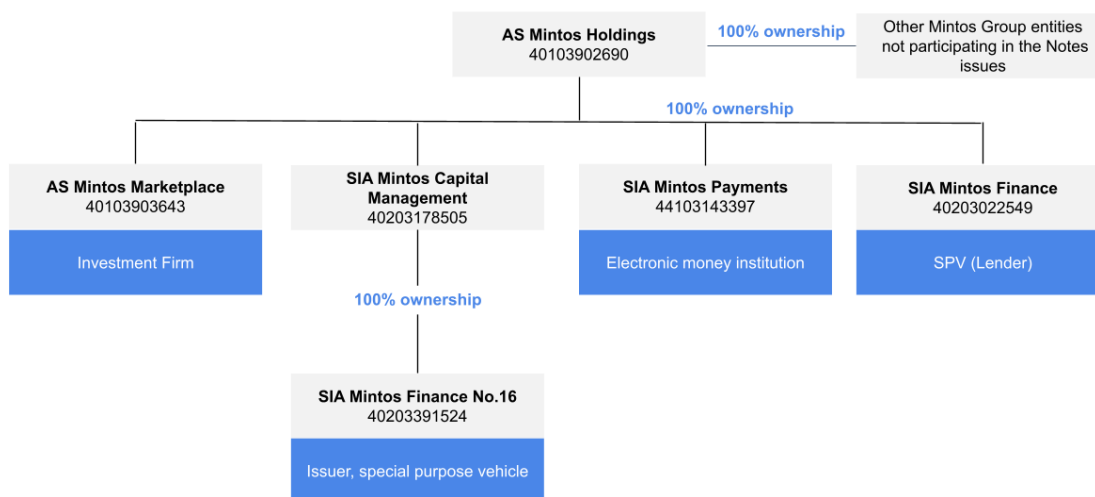 AS Mintos Holdings
40103902690
100% ownership
Other Mintos Group entities
not participating in the Notes
issues
100% ownership
AS Mintos Marketplace
40103903643
Investment Firm
SIA Mintos Capital
Management
40203178505
SIA Mintos Payments
44103143397
Electronic money institution
SIA Mintos Finance
40203022549
SPV (Lender)
100% ownership
SIA Mintos Finance No.16
40203391524
Issuer, special purpose vehicle